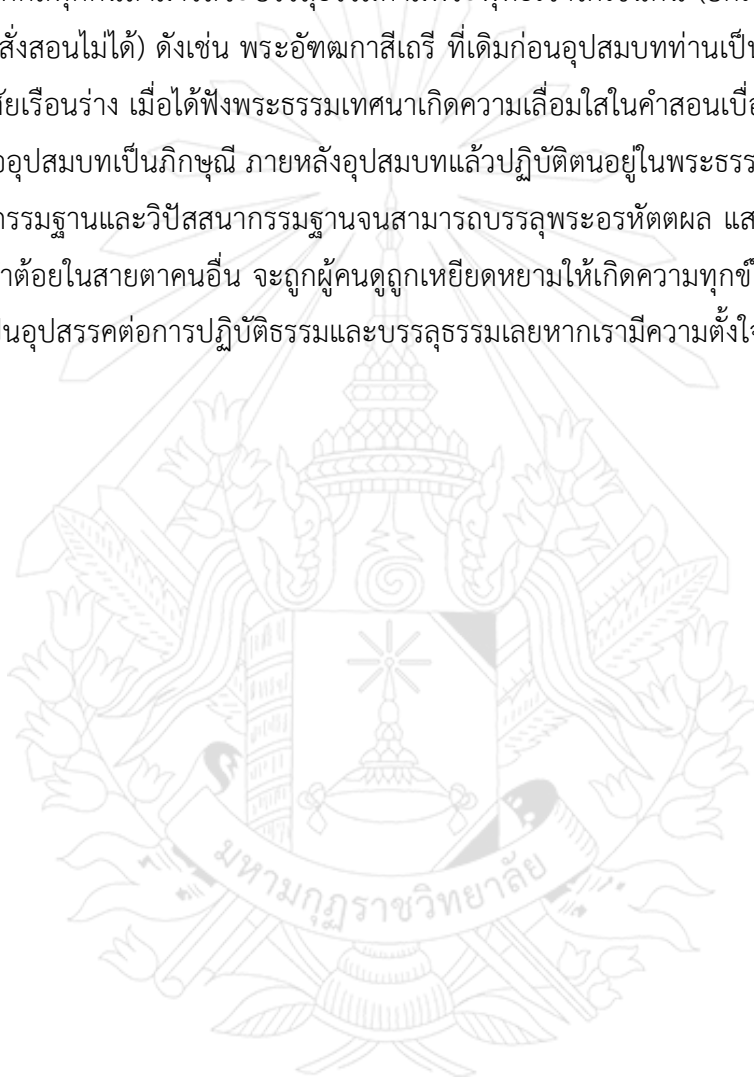 สั่งสอนไม่ได้) ดังเช่น พระอัฑฒกาสีเถรี ที่เดิมก่อนอุปสมบทท่านเป็น
ัยเรือนร่าง เมื่อได้ฟังพระธรรมเทศนาเกิดความเลื่อมใสในคำสอนเบื่อ
ออุปสมบทเป็นภิกษุณี ภายหลังอุปสมบทแล้วปฏิบัติตนอยู่ในพระธรร
กรรมฐานและวิปัสสนากรรมฐานจนสามารถบรรลุพระอรหัตตผล แส
าต้อยในสายตาคนอื่น จะถูกผู้คนดูถูกเหยียดหยามให้เกิดความทุกข์
ป็นอุปสรรคต่อการปฏิบัติธรรมและบรรลุธรรมเลยหากเรามีความตั้งใจ
มหามกุฏราชวิทยาลัย